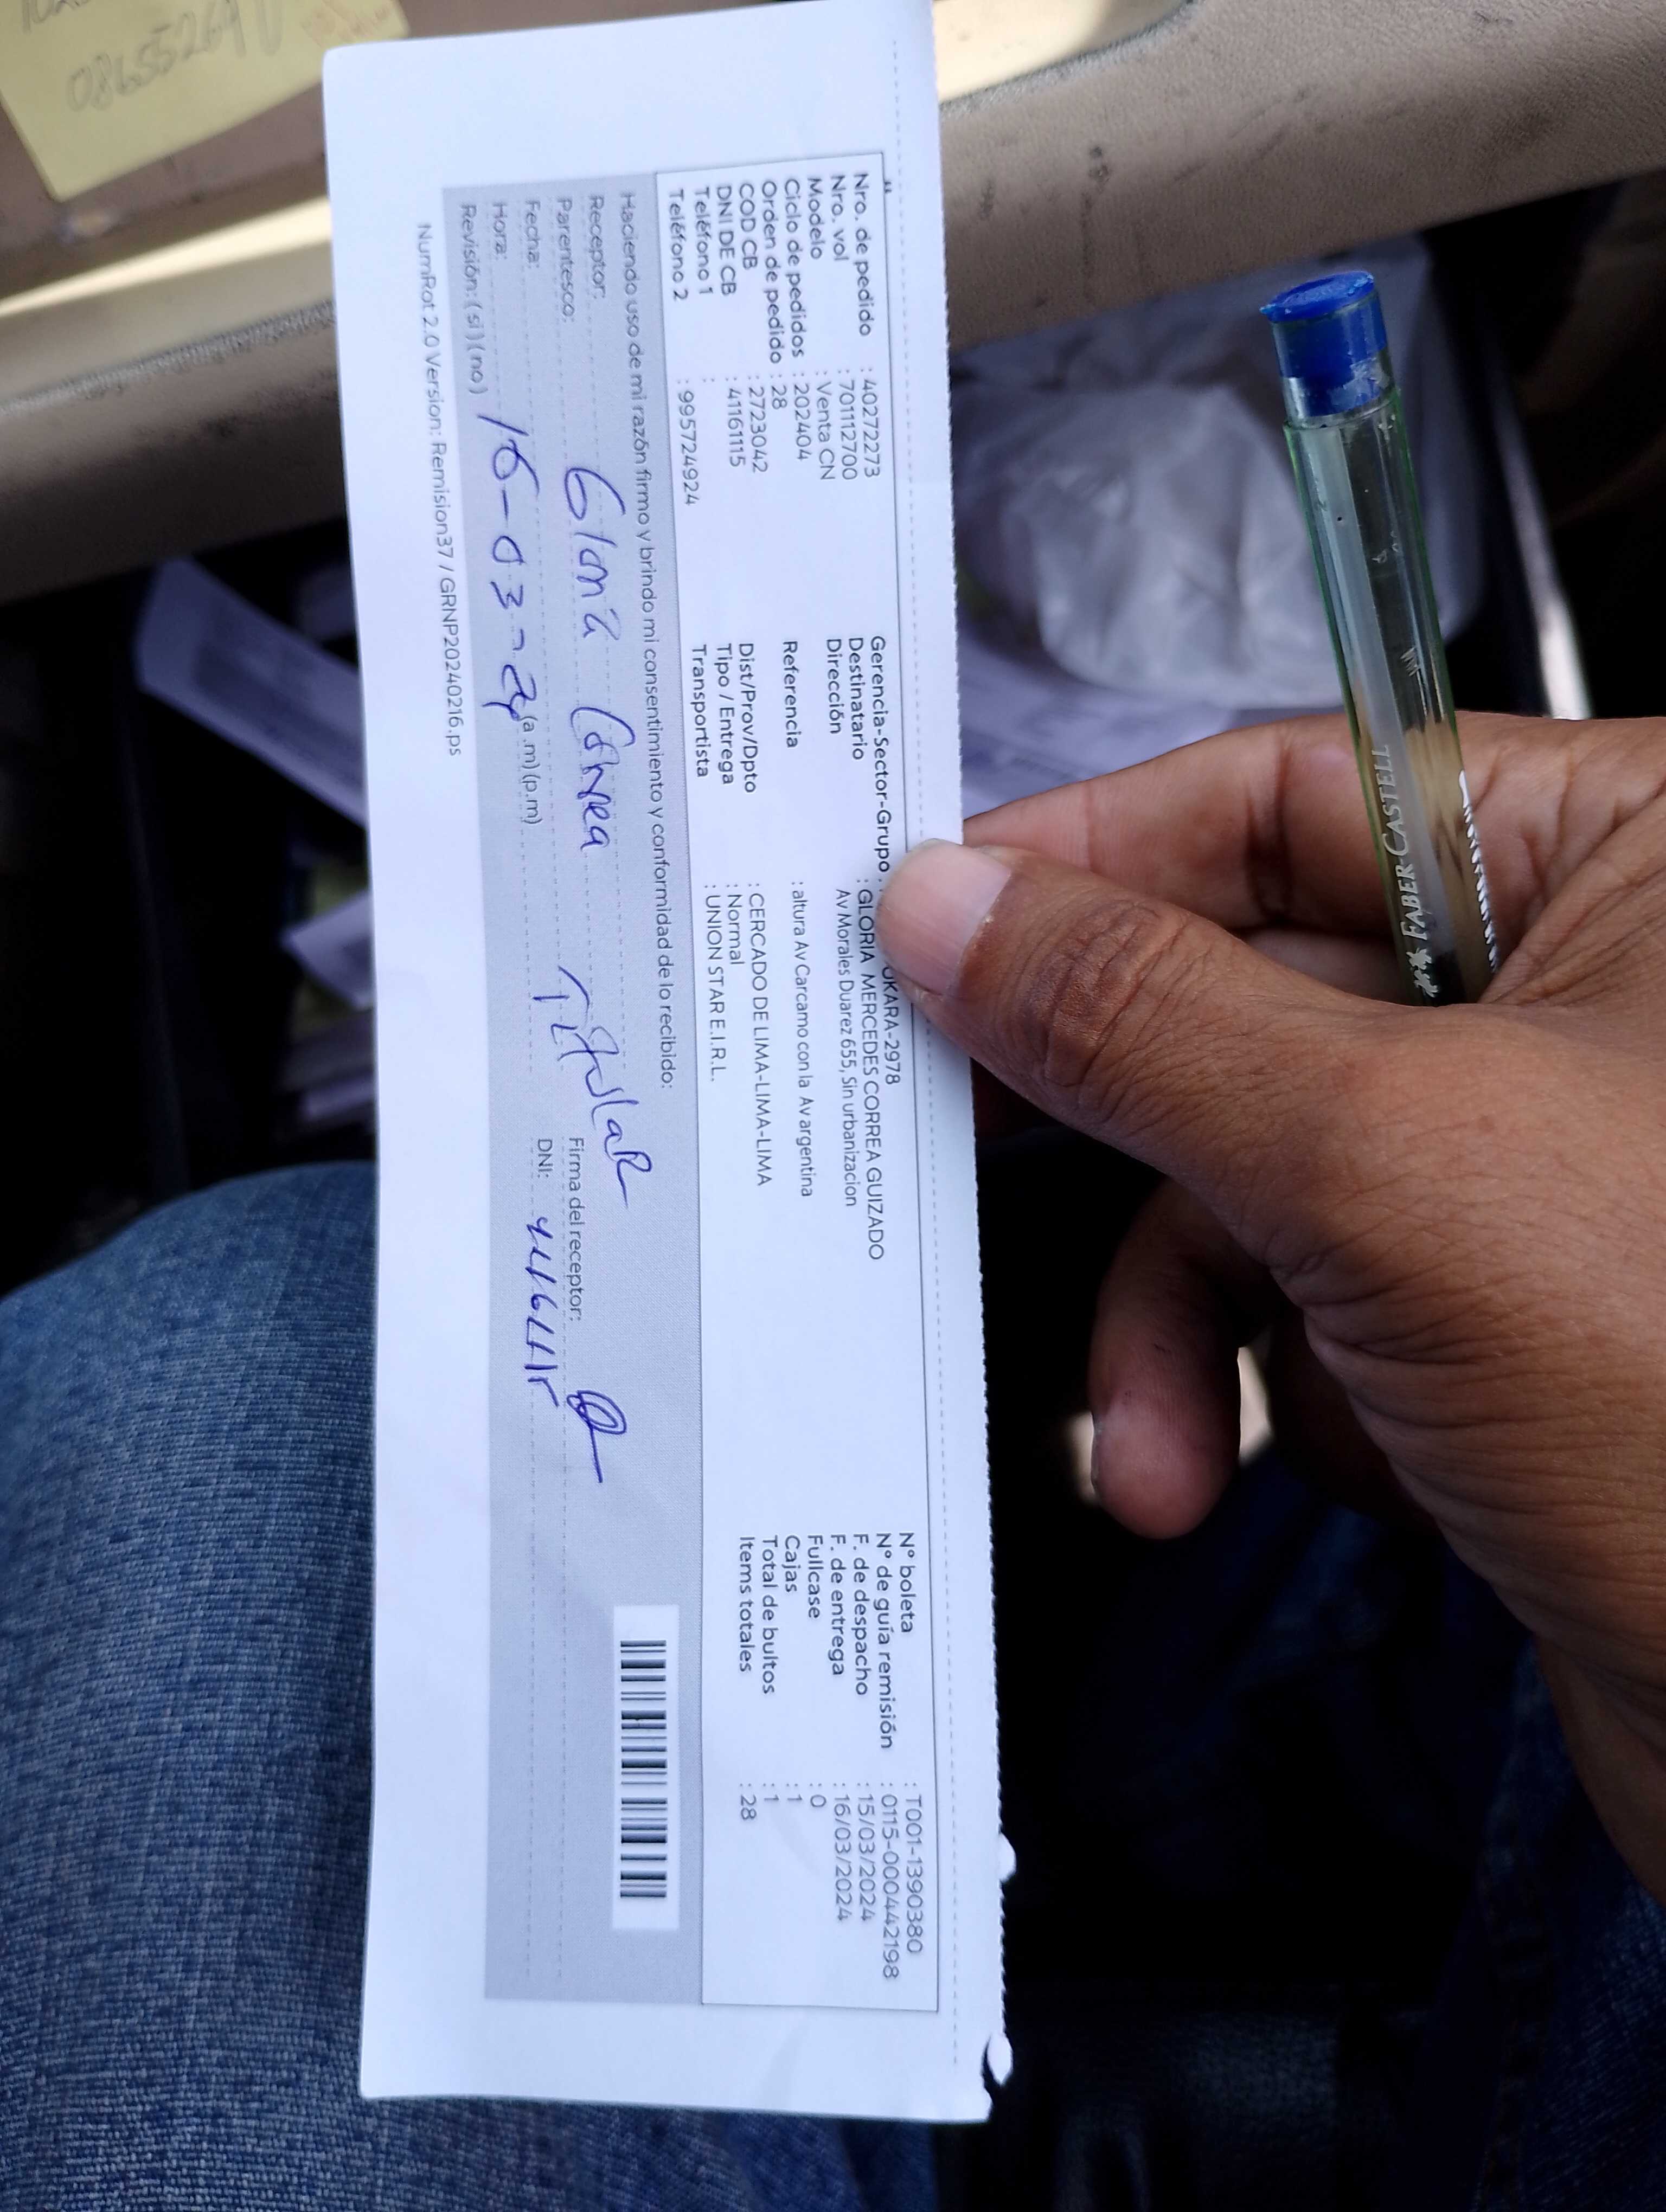 Nro. de pedido : 40272273
Nro. vol : 701112700
Modelo : Venta CN
Ciclo de pedidos : 202404
Orden de pedido : 28
COD CB : 2723042
DNI DE CB : 41161115
Teléfono 1 :
Teléfono 2 : 995724924
Gerencia-Sector-Grupo : OKARA-2978
Destinatario : GLORIA MERCEDES CORREA GUIZADO
Dirección Av Morales Duarez 655, Sin urbanizacion
Referencia : altura Av Carcamo con la Av argentina
Dist/Prov/Dpto : CERCADO DE LIMA-LIMA-LIMA
Tipo / Entrega : Normal
Transportista : UNION STAR E.I.R.L.
N° boleta : T001-1390380
N° de guía remisión : 0115-000442198
F. de despacho : 15/03/2024
F. de entrega : 16/03/2024
Fullcase : 0
Cajas : 1
Total de bultos : 1
Items totales : 28
Haciendo uso de mi razón firmo y brindo mi consentimiento y conformidad de lo recibido:
Receptor: Gloria Correa
Parentesco: Titular
Firma del receptor:
Fecha: 16-03-24
Hora: (a.m)(p.m)
DNI: 41161115
Revisión: (si) (no)
NumRot 2.0 Version: Remision37 / GRNP20240216.ps
FABER-CASTELL